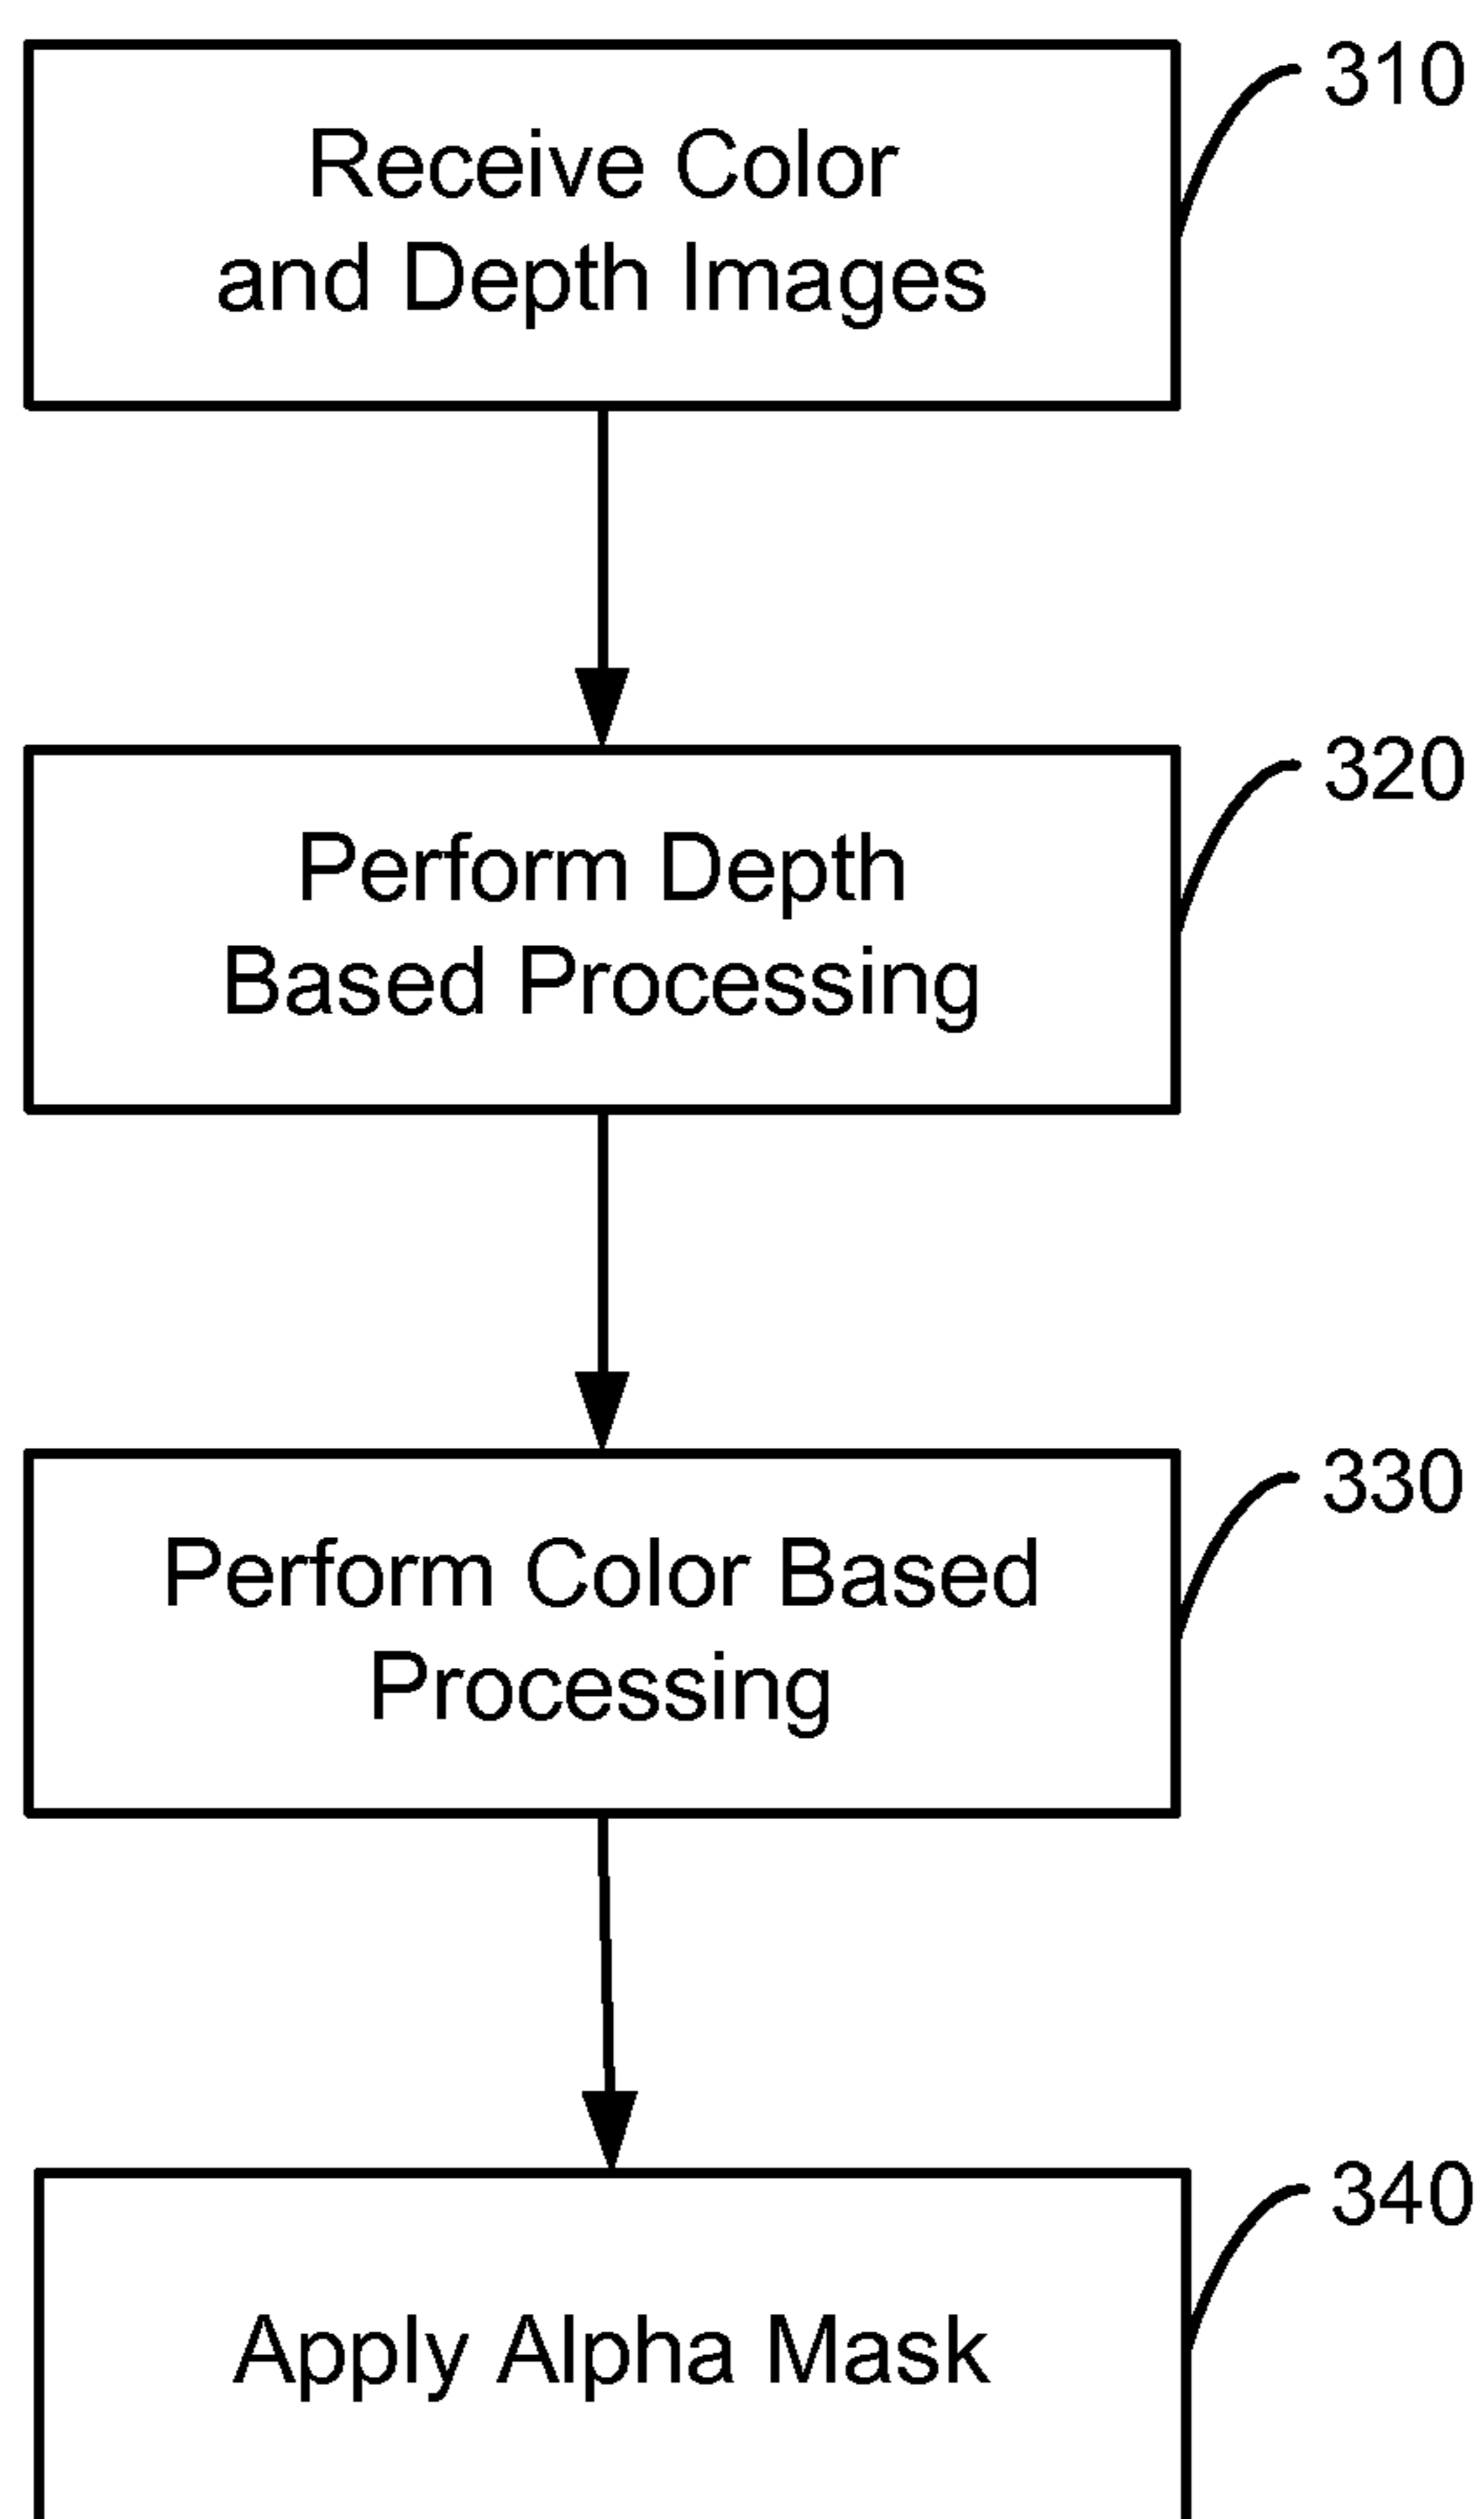 310
Receive Color
and Depth Images
320
Perform Depth
Based Processing
330
Perform Color Based
Processing
340
Apply Alpha Mask